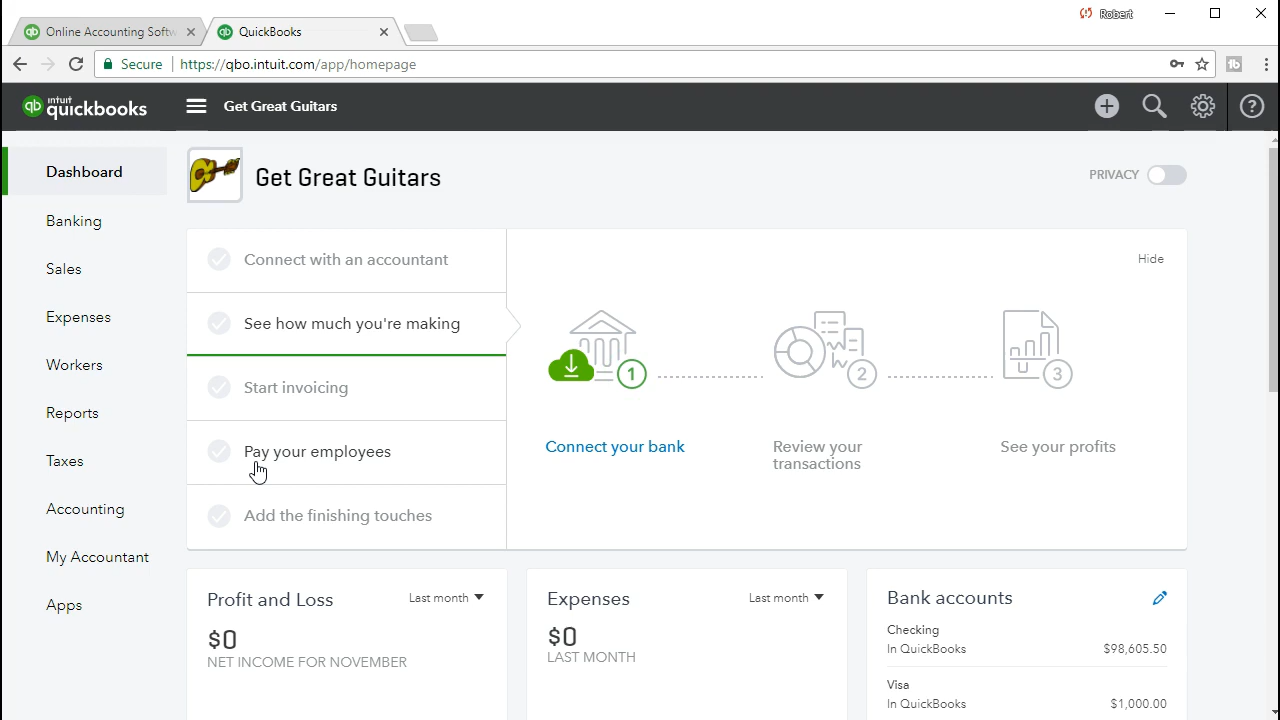 Robert
Online Accounting Softw
QuickBooks
Secure
https://qbo.intuit.com/app/homepage
qb intuit quickbooks
Get Great Guitars
Dashboard
Banking
Sales
Expenses
Workers
Reports
Taxes
Accounting
My Accountant
Apps
Get Great Guitars
PRIVACY
Connect with an accountant
See how much you're making
Start invoicing
Pay your employees
Add the finishing touches
Hide
1
2
3
Connect your bank
Review your
transactions
See your profits
Profit and Loss
Last month
$0
NET INCOME FOR NOVEMBER
Expenses
Last month
$0
LAST MONTH
Bank accounts
Checking
In QuickBooks $98,605.50
Visa
In QuickBooks $1,000.00